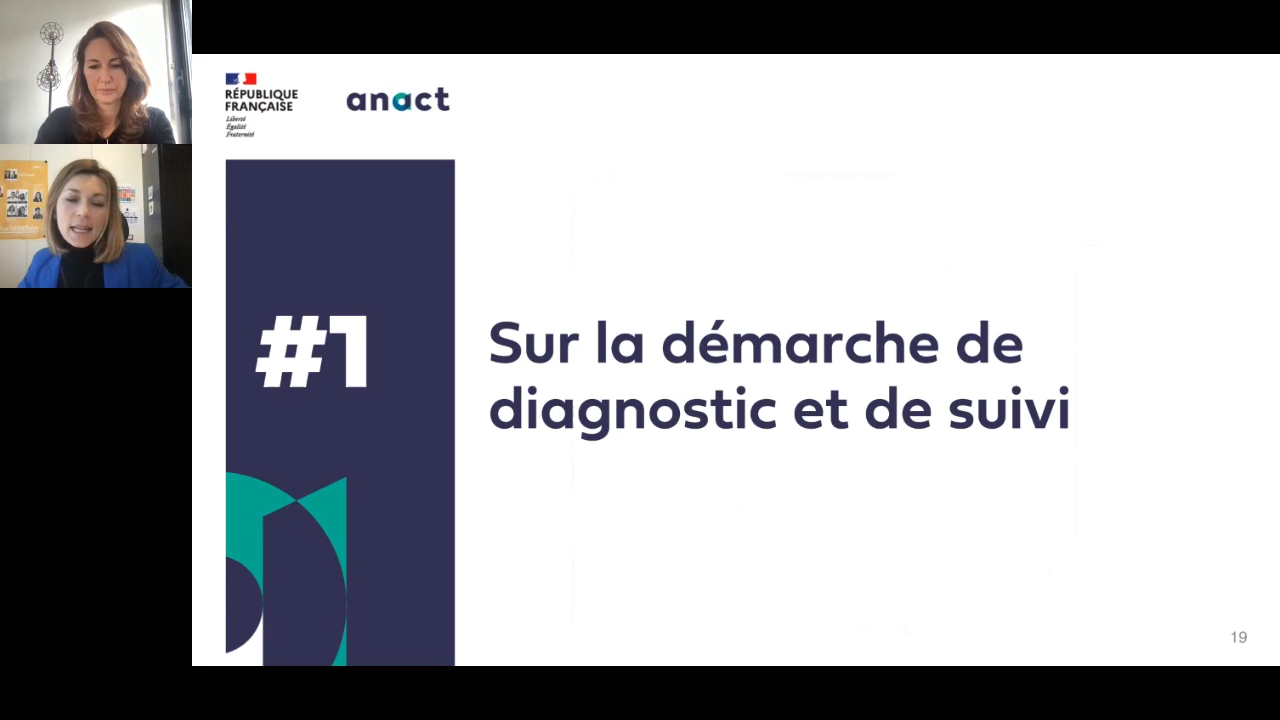 RÉPUBLIQUE
FRANÇAISE
Liberté
Égalité
Fraternité
anact
#1
Sur la démarche de
diagnostic et de suivi
19